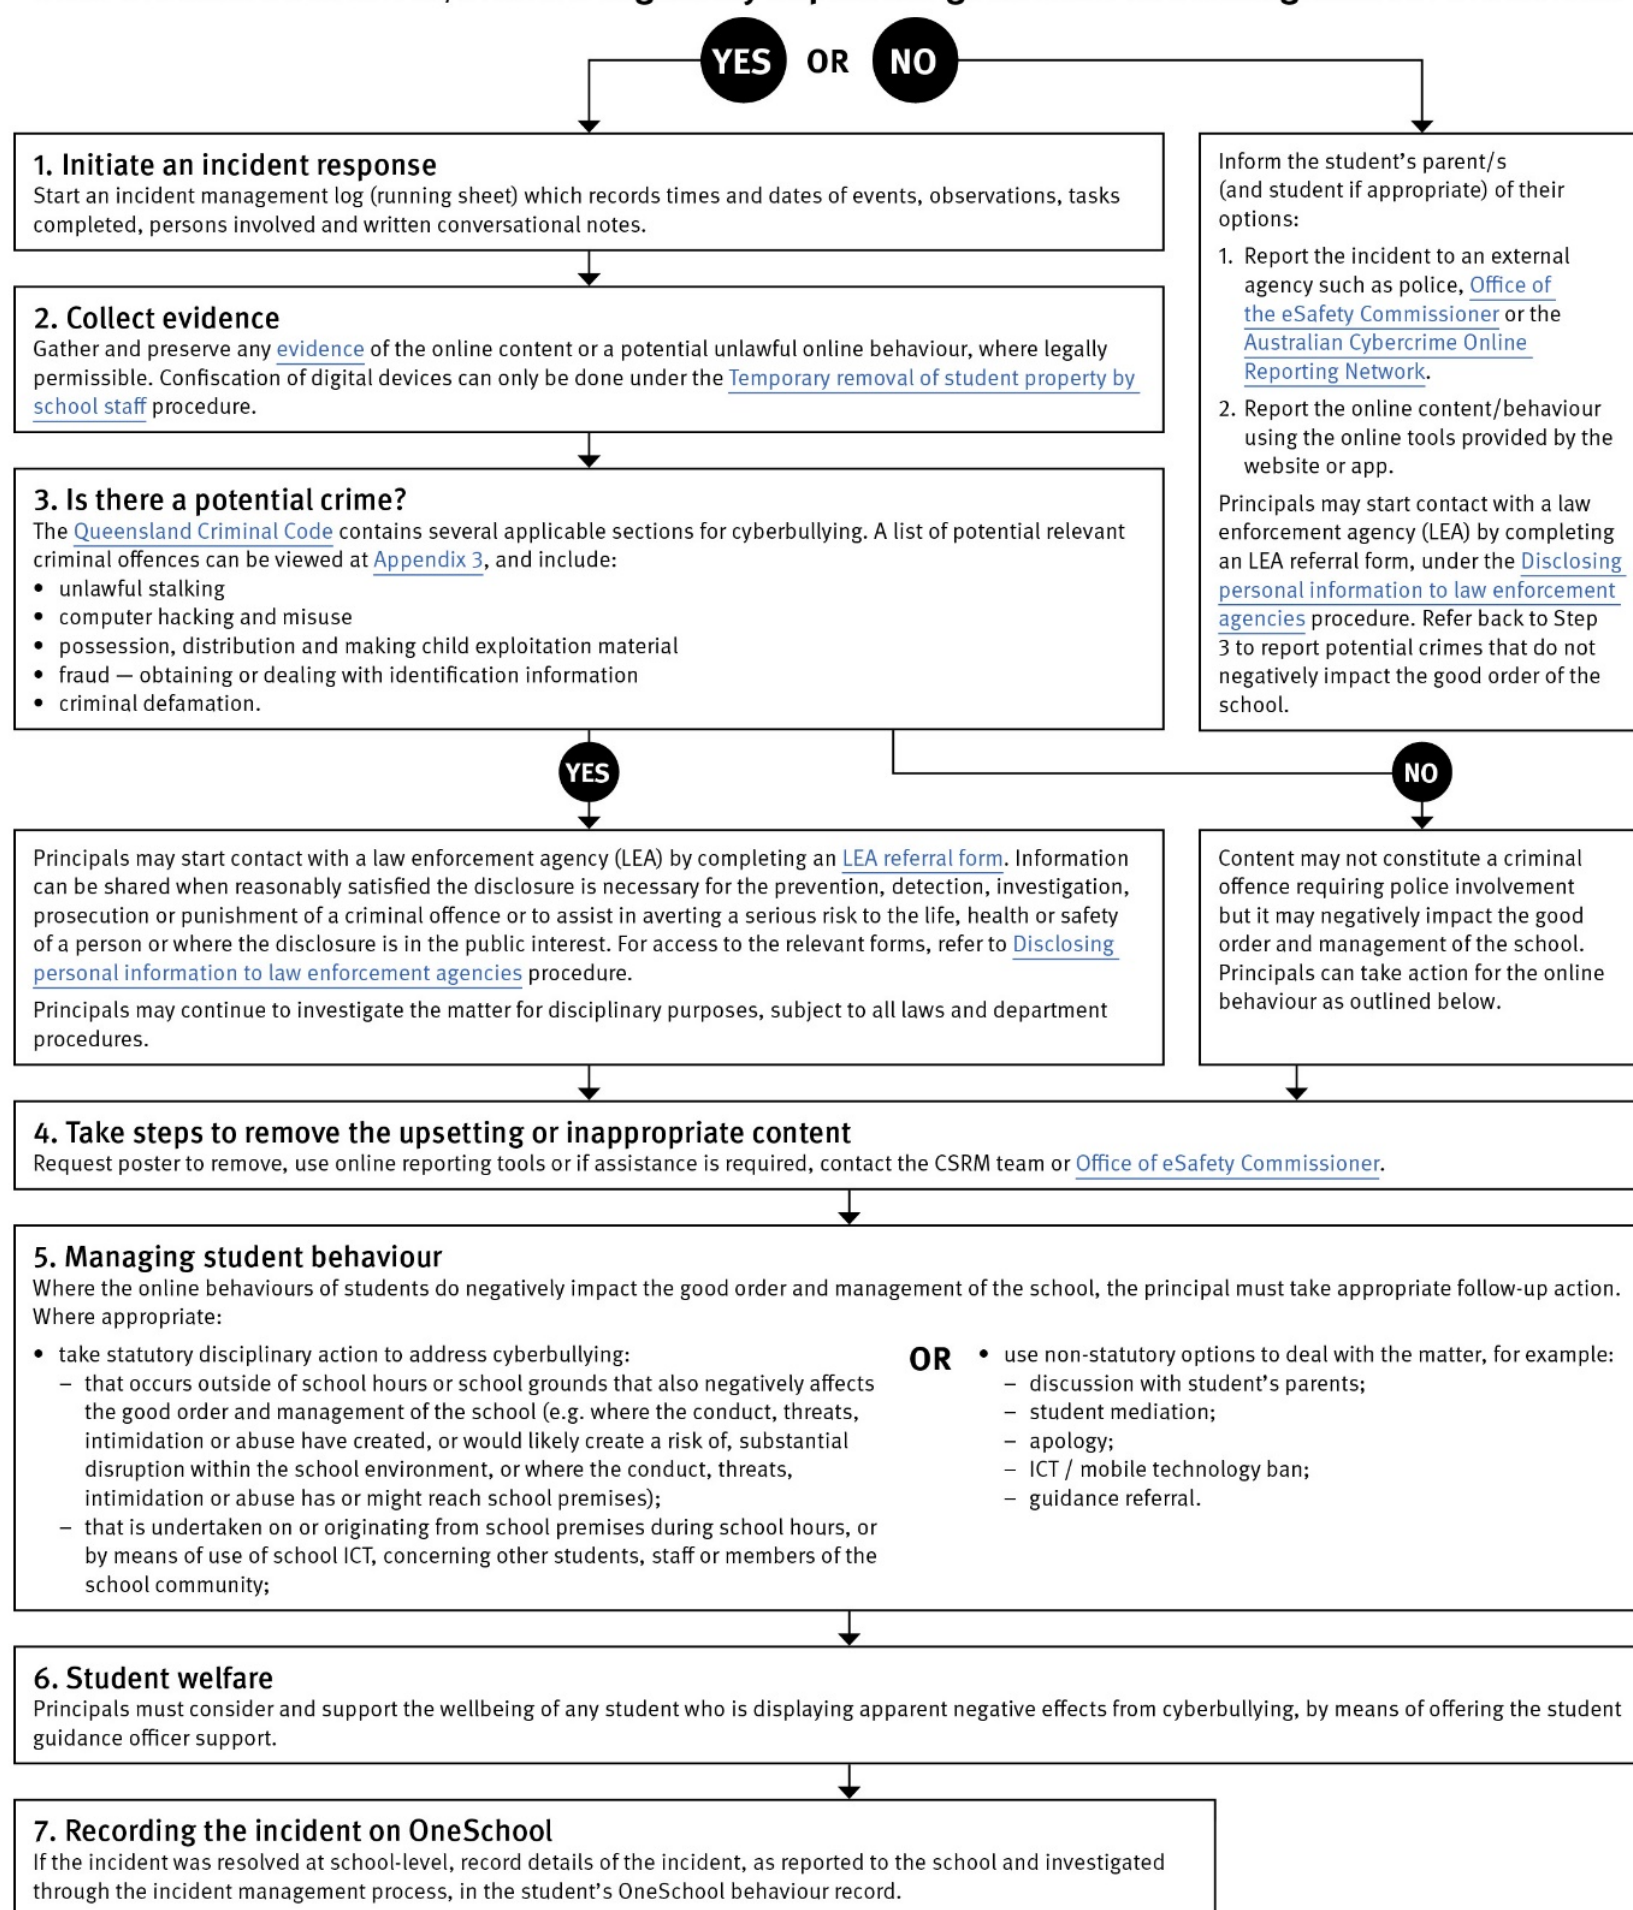 YES OR NO
1. Initiate an incident response
Start an incident management log (running sheet) which records times and dates of events, observations, tasks
completed, persons involved and written conversational notes.
2. Collect evidence
Gather and preserve any evidence of the online content or a potential unlawful online behaviour, where legally
permissible. Confiscation of digital devices can only be done under the Temporary removal of student property by
school staff procedure.
3. Is there a potential crime?
The Queensland Criminal Code contains several applicable sections for cyberbullying. A list of potential relevant
criminal offences can be viewed at Appendix 3, and include:
• unlawful stalking
• computer hacking and misuse
• possession, distribution and making child exploitation material
• fraud — obtaining or dealing with identification information
• criminal defamation.
Inform the student's parent/s
(and student if appropriate) of their
options:
1. Report the incident to an external
agency such as police, Office of
the eSafety Commissioner or the
Australian Cybercrime Online
Reporting Network.
2. Report the online content/behaviour
using the online tools provided by the
website or app.
Principals may start contact with a law
enforcement agency (LEA) by completing
an LEA referral form, under the Disclosing
personal information to law enforcement
agencies procedure. Refer back to Step
3 to report potential crimes that do not
negatively impact the good order of the
school.
YES
NO
Principals may start contact with a law enforcement agency (LEA) by completing an LEA referral form. Information
can be shared when reasonably satisfied the disclosure is necessary for the prevention, detection, investigation,
prosecution or punishment of a criminal offence or to assist in averting a serious risk to the life, health or safety
of a person or where the disclosure is in the public interest. For access to the relevant forms, refer to Disclosing
personal information to law enforcement agencies procedure.
Principals may continue to investigate the matter for disciplinary purposes, subject to all laws and department
procedures.
Content may not constitute a criminal
offence requiring police involvement
but it may negatively impact the good
order and management of the school.
Principals can take action for the online
behaviour as outlined below.
4. Take steps to remove the upsetting or inappropriate content
Request poster to remove, use online reporting tools or if assistance is required, contact the CSRM team or Office of eSafety Commissioner.
5. Managing student behaviour
Where the online behaviours of students do negatively impact the good order and management of the school, the principal must take appropriate follow-up action.
Where appropriate:
• take statutory disciplinary action to address cyberbullying:
– that occurs outside of school hours or school grounds that also negatively affects
the good order and management of the school (e.g. where the conduct, threats,
intimidation or abuse have created, or would likely create a risk of, substantial
disruption within the school environment, or where the conduct, threats,
intimidation or abuse has or might reach school premises);
– that is undertaken on or originating from school premises during school hours, or
by means of use of school ICT, concerning other students, staff or members of the
school community;
OR
• use non-statutory options to deal with the matter, for example:
– discussion with student's parents;
– student mediation;
– apology;
– ICT / mobile technology ban;
– guidance referral.
6. Student welfare
Principals must consider and support the wellbeing of any student who is displaying apparent negative effects from cyberbullying, by means of offering the student
guidance officer support.
7. Recording the incident on OneSchool
If the incident was resolved at school-level, record details of the incident, as reported to the school and investigated
through the incident management process, in the student's OneSchool behaviour record.